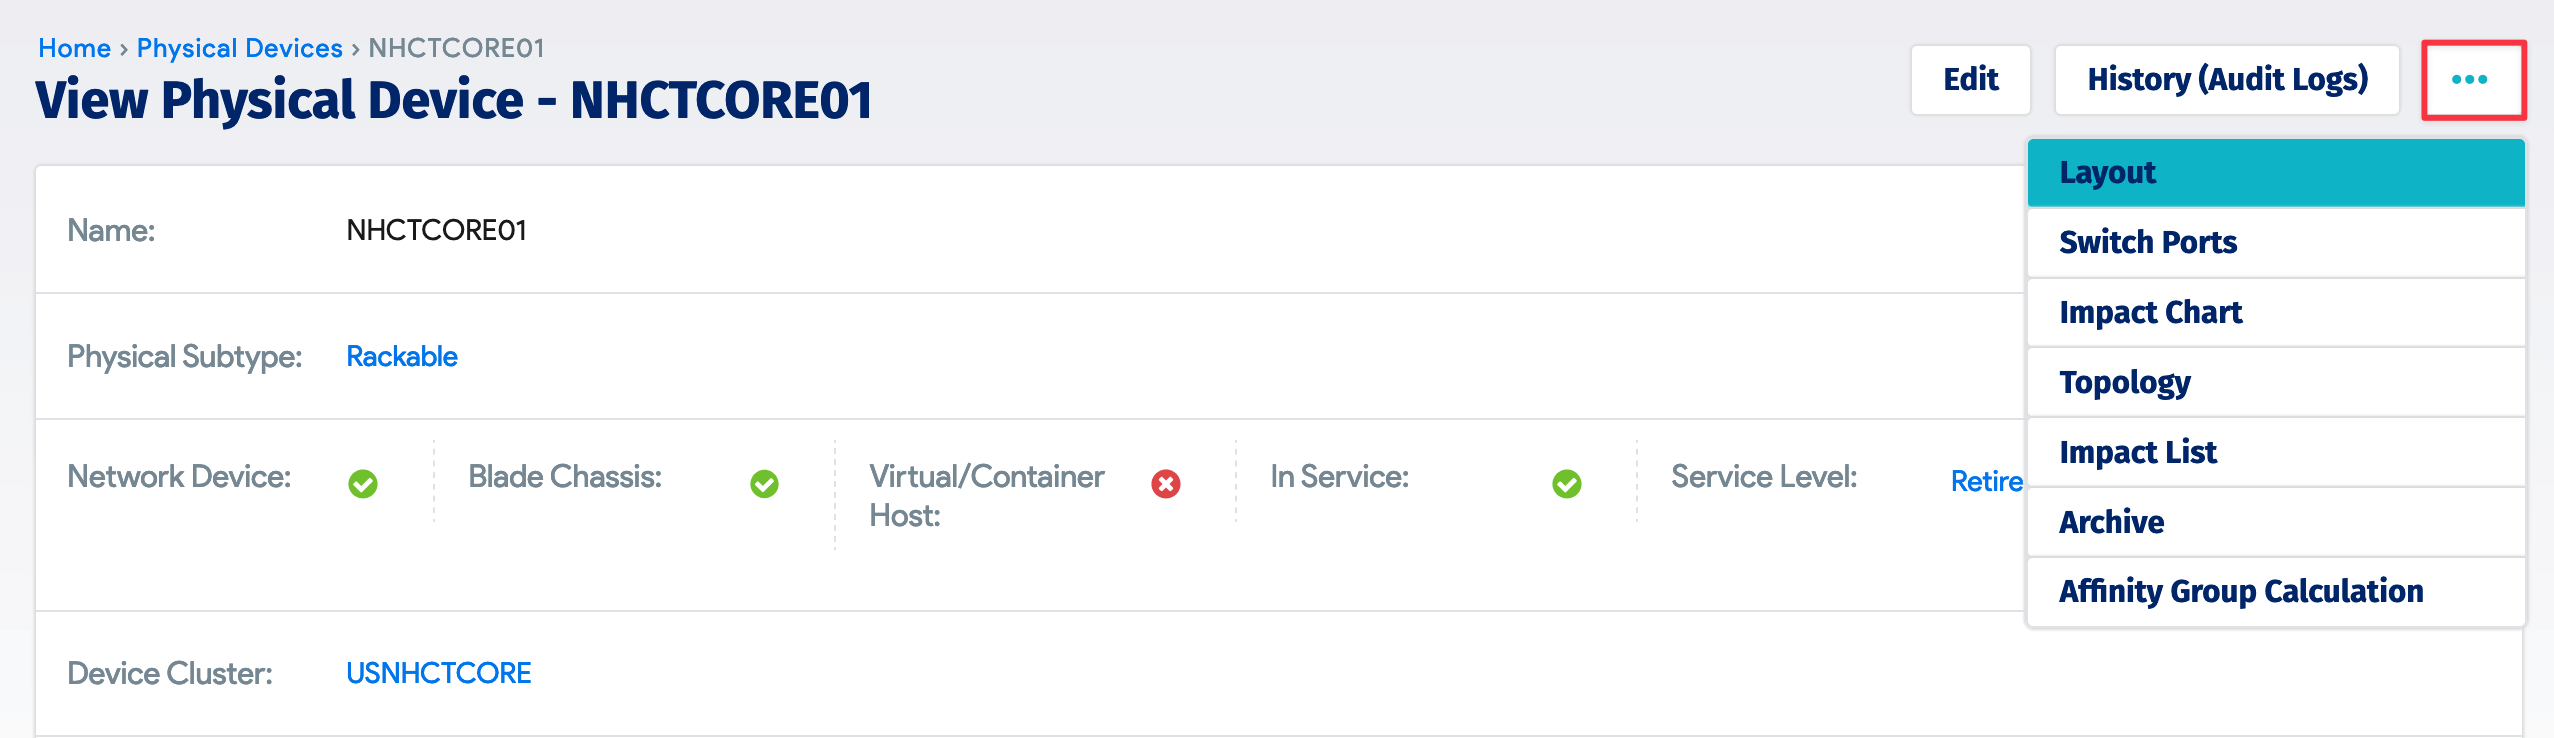 Home › Physical Devices › NHCTCORE01
View Physical Device - NHCTCORE01
Edit
History (Audit Logs)
•••
Layout
Switch Ports
Impact Chart
Topology
Impact List
Archive
Affinity Group Calculation
Name: NHCTCORE01
Physical Subtype: Rackable
Network Device:
Blade Chassis:
Virtual/Container
Host:
In Service:
Service Level: Retire
Device Cluster: USNHCTCORE